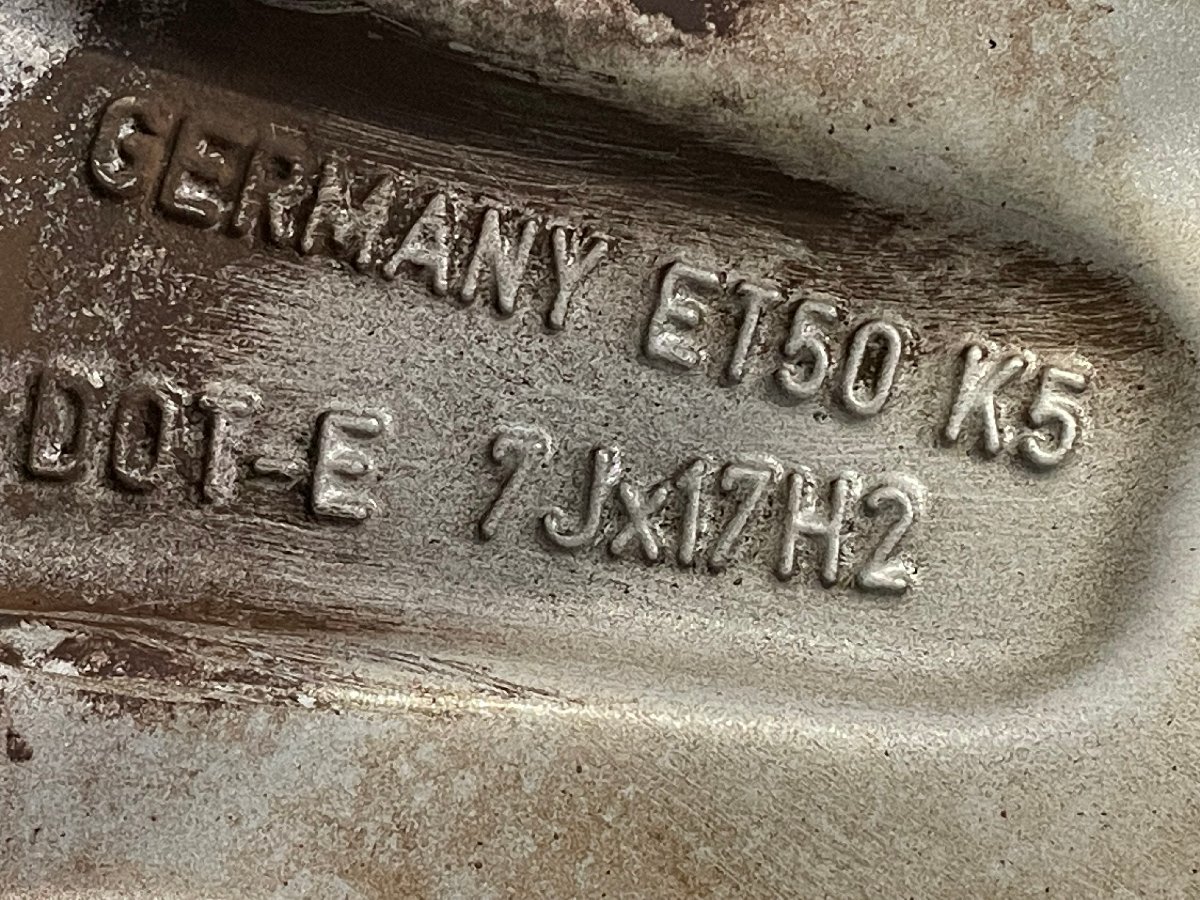 GERMANY ET50 K5
DOT-E 7Jx17H2